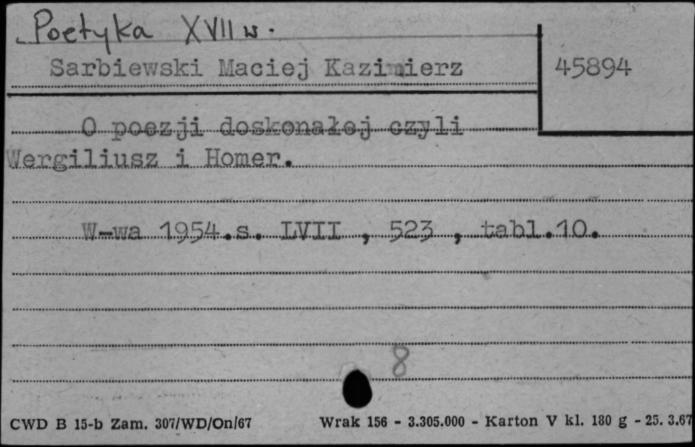 Poetyka XVII w.
Sarbiewski Maciej Kazimierz
45894
O poezji doskonałej czyli
Wergiliusz i Homer.
W-wa 1954.s. LVII , 523 , tabl.10.
8
CWD B 15-b Zam. 307/WD/On/67 Wrak 156 - 3.305.000 - Karton V kl. 180 g - 25. 3.67